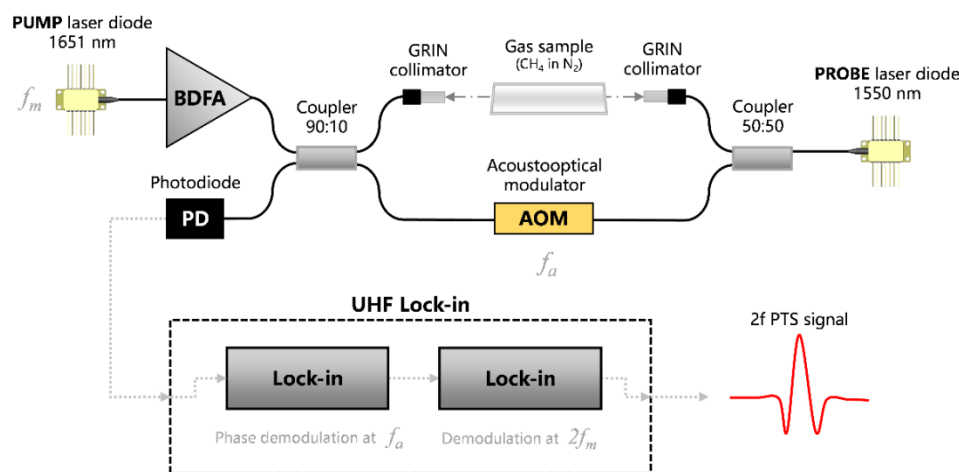 PUMP laser diode
1651 nm
f_m
BDFA
Coupler
90:10
GRIN
collimator
Gas sample
(CH₄ in N₂)
GRIN
collimator
Coupler
50:50
PROBE laser diode
1550 nm
Photodiode
PD
Acoustooptical
modulator
AOM
f_a
UHF Lock-in
Lock-in
Lock-in
Phase demodulation at f_a
Demodulation at 2f_m
2f PTS signal